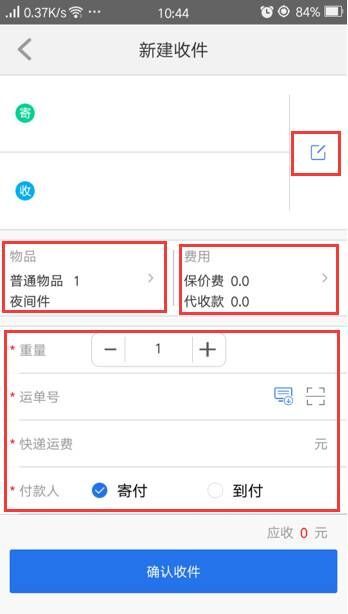 0.37K/s ··· 10:44 84%
新建收件
寄
收
物品
普通物品 1
夜间件
费用
保价费 0.0
代收款 0.0
* 重量 − 1 +
* 运单号
* 快递运费 元
* 付款人 寄付 到付
应收 0 元
确认收件